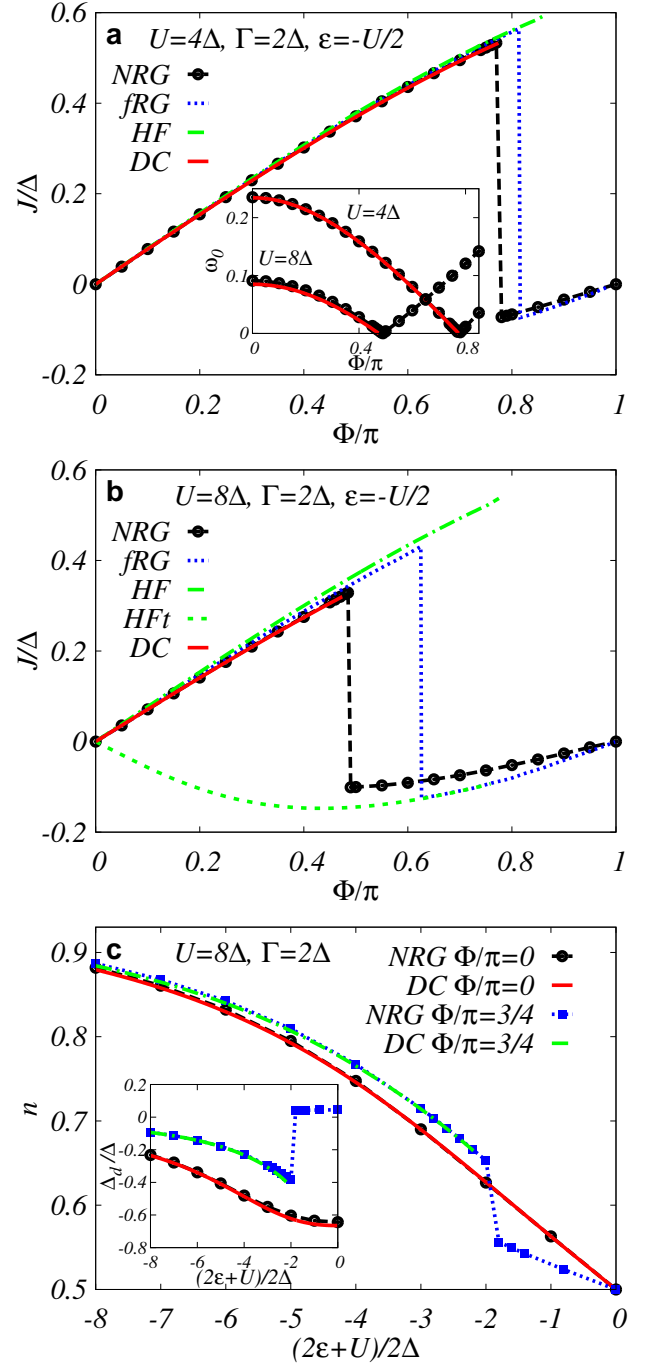 a U=4Δ, Γ=2Δ, ε=-U/2
NRG
fRG
HF
DC
J/Δ
0.6
0.4
0.2
0
-0.2
U=4Δ
U=8Δ
ω0
0.2
0.1
0
0 0.4 0.8
Φ/π
0 0.2 0.4 0.6 0.8 1
Φ/π
b U=8Δ, Γ=2Δ, ε=-U/2
NRG
fRG
HF
HFt
DC
J/Δ
0.6
0.4
0.2
0
-0.2
0 0.2 0.4 0.6 0.8 1
Φ/π
c U=8Δ, Γ=2Δ
NRG Φ/π=0
DC Φ/π=0
NRG Φ/π=3/4
DC Φ/π=3/4
n
0.9
0.8
0.7
0.6
0.5
Δd/Δ
0.2
0
-0.2
-0.4
-0.6
-0.8
-8 -6 -4 -2 0
(2ε+U)/2Δ
-8 -7 -6 -5 -4 -3 -2 -1 0
(2ε+U)/2Δ